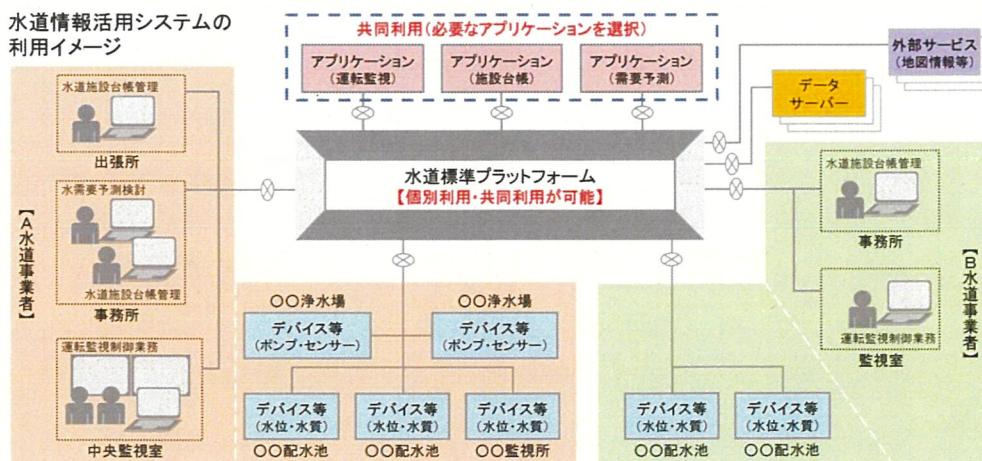 水道情報活用システムの
利用イメージ
共同利用(必要なアプリケーションを選択)
アプリケーション
(運転監視)
アプリケーション
(施設台帳)
アプリケーション
(需要予測)
外部サービス
(地図情報等)
データ
サーバー
水道標準プラットフォーム
【個別利用・共同利用が可能】
【A水道事業者】
水道施設台帳管理
出張所
水需要予測検討
水道施設台帳管理
事務所
運転監視制御業務
中央監視室
〇〇浄水場
デバイス等
(ポンプ・センサー)
〇〇浄水場
デバイス等
(ポンプ・センサー)
デバイス等
(水位・水質)
〇〇配水池
デバイス等
(水位・水質)
〇〇配水池
デバイス等
(水位・水質)
〇〇監視所
デバイス等
(水位・水質)
〇〇配水池
デバイス等
(水位・水質)
〇〇配水池
水道施設台帳管理
事務所
運転監視制御業務
監視室
【B水道事業者】